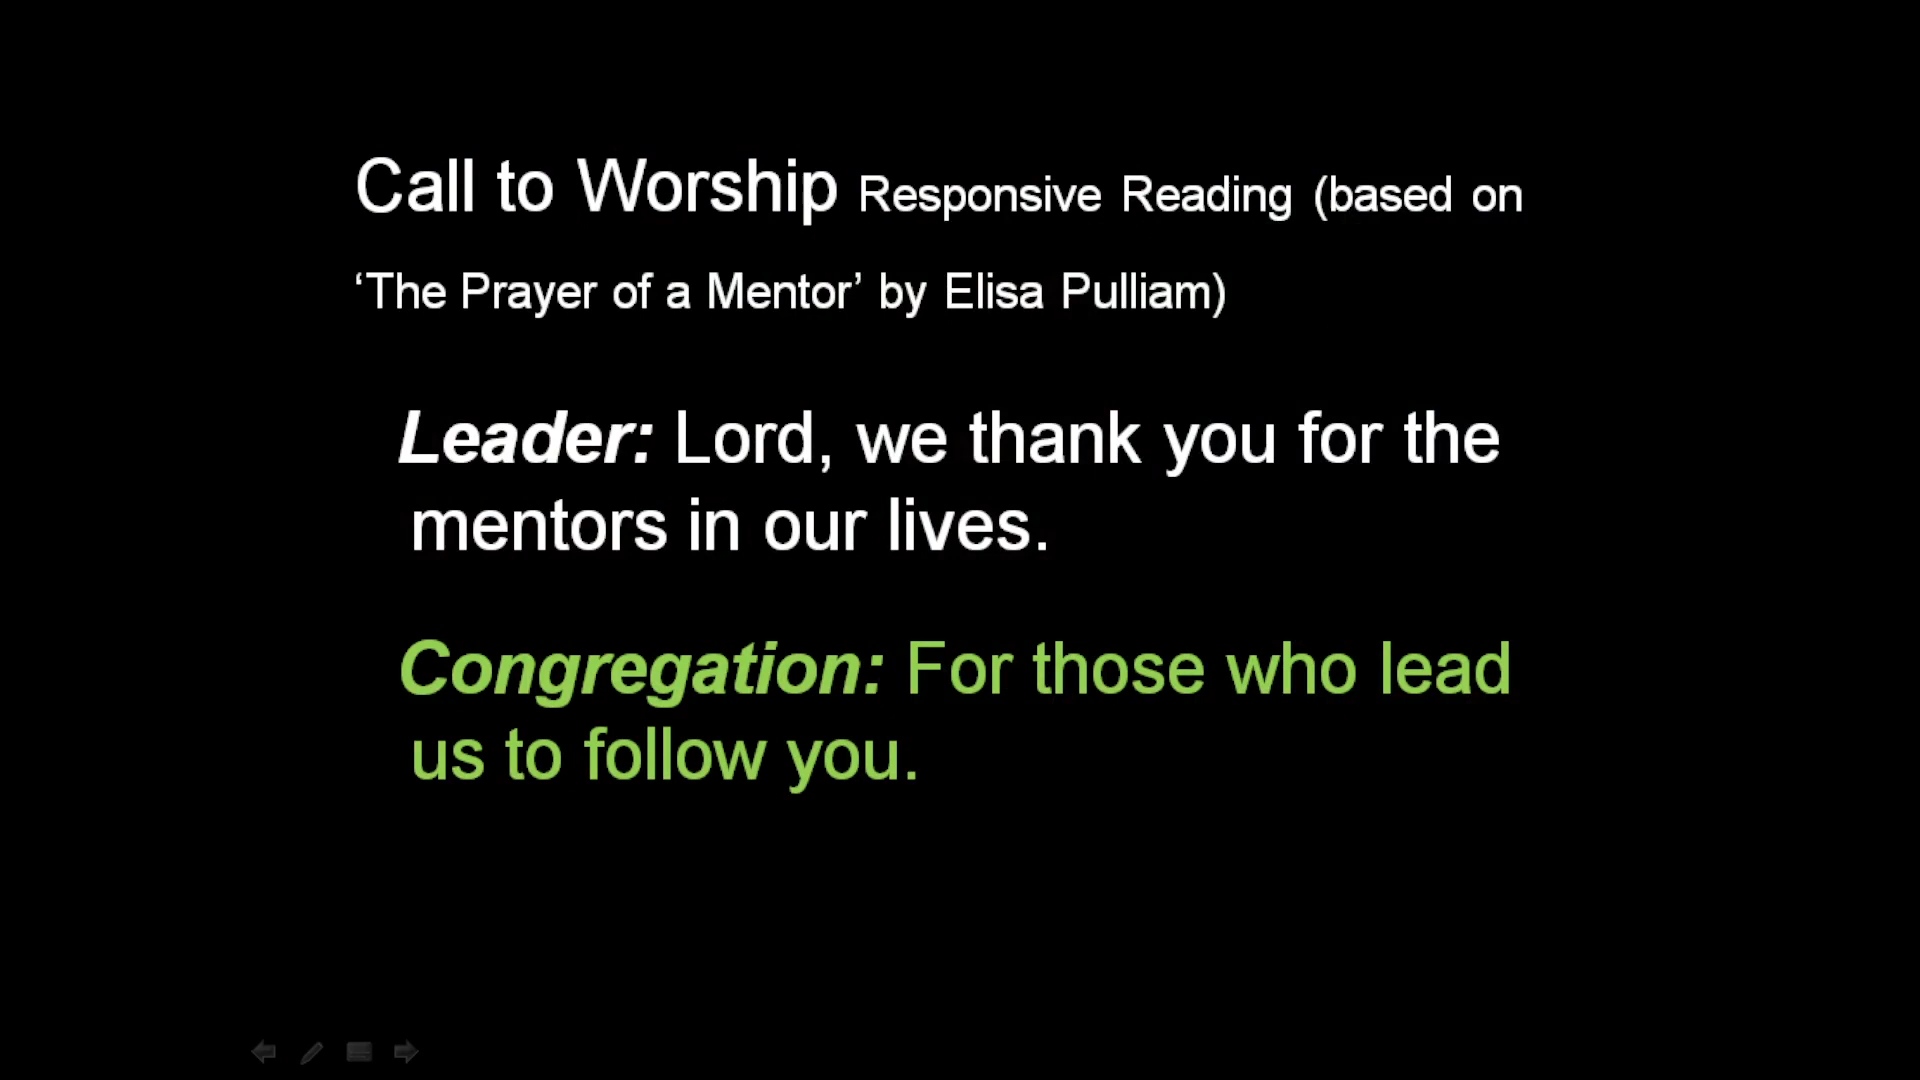 Call to Worship Responsive Reading (based on
‘The Prayer of a Mentor’ by Elisa Pulliam)
Leader: Lord, we thank you for the
mentors in our lives.
Congregation: For those who lead
us to follow you.